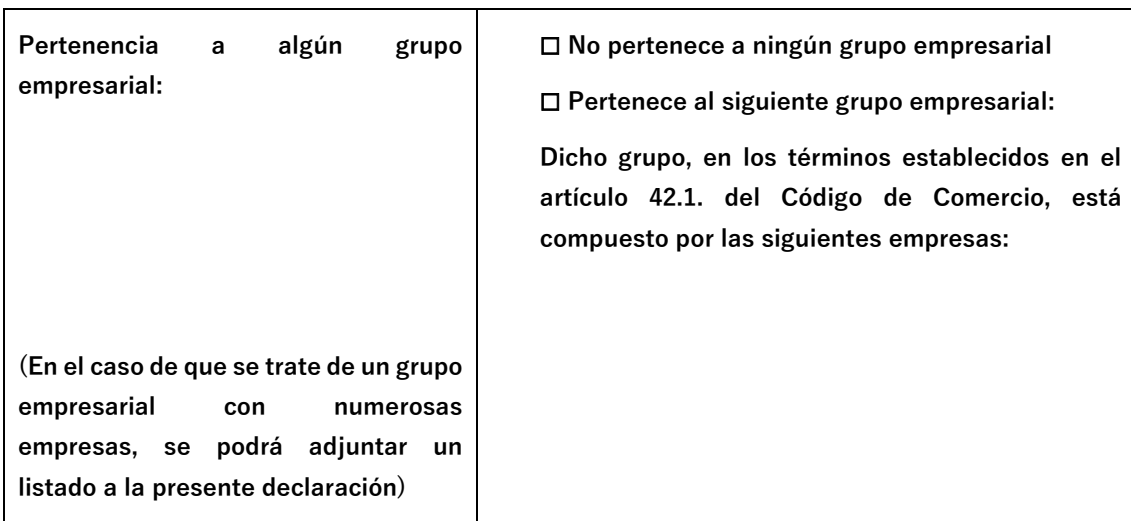 Pertenencia a algún grupo
empresarial:
(En el caso de que se trate de un grupo
empresarial con numerosas
empresas, se podrá adjuntar un
listado a la presente declaración)
☐ No pertenece a ningún grupo empresarial
☐ Pertenece al siguiente grupo empresarial:
Dicho grupo, en los términos establecidos en el
artículo 42.1. del Código de Comercio, está
compuesto por las siguientes empresas: